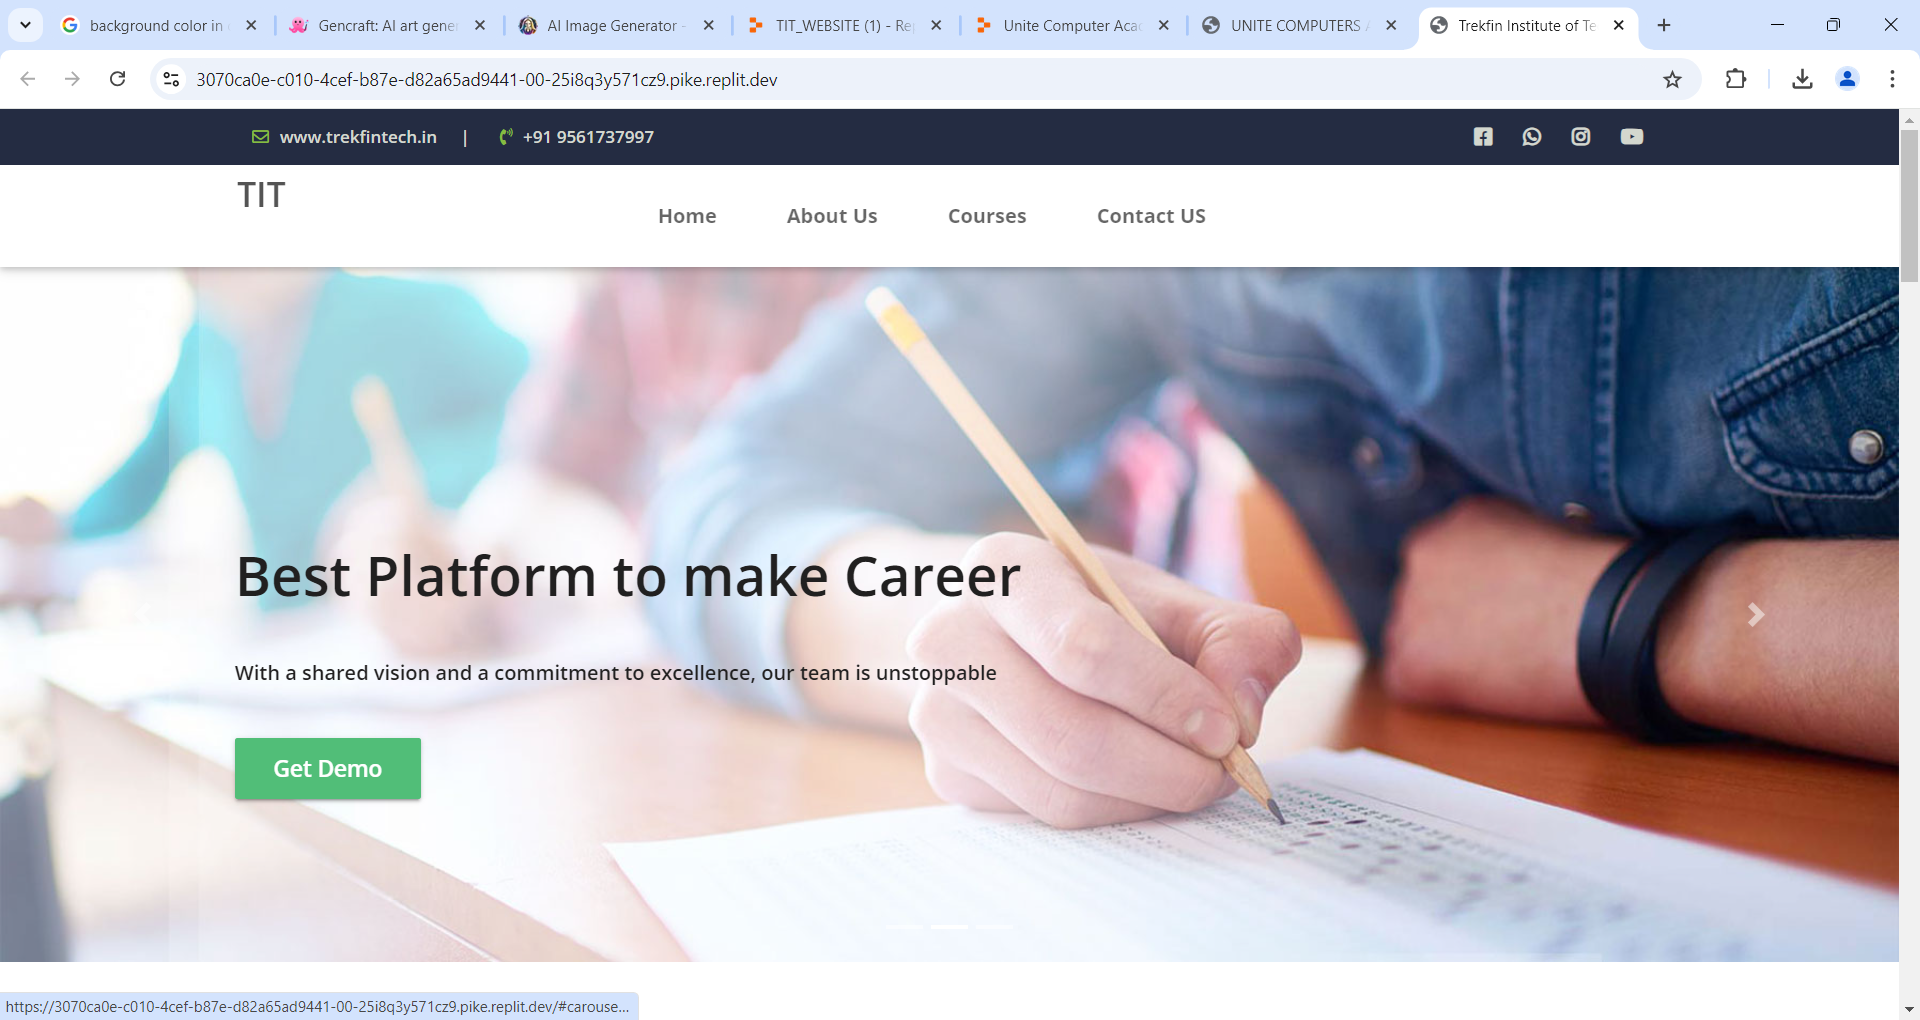 background color in
Gencraft: AI art gener
AI Image Generator -
TIT_WEBSITE (1) - Re
Unite Computer Aca
UNITE COMPUTERS
Trekfin Institute of Te
3070ca0e-c010-4cef-b87e-d82a65ad9441-00-25i8q3y571cz9.pike.replit.dev
www.trekfintech.in | +91 9561737997
TIT
Home About Us Courses Contact US
Best Platform to make Career
With a shared vision and a commitment to excellence, our team is unstoppable
Get Demo
https://3070ca0e-c010-4cef-b87e-d82a65ad9441-00-25i8q3y571cz9.pike.replit.dev/#carouse...